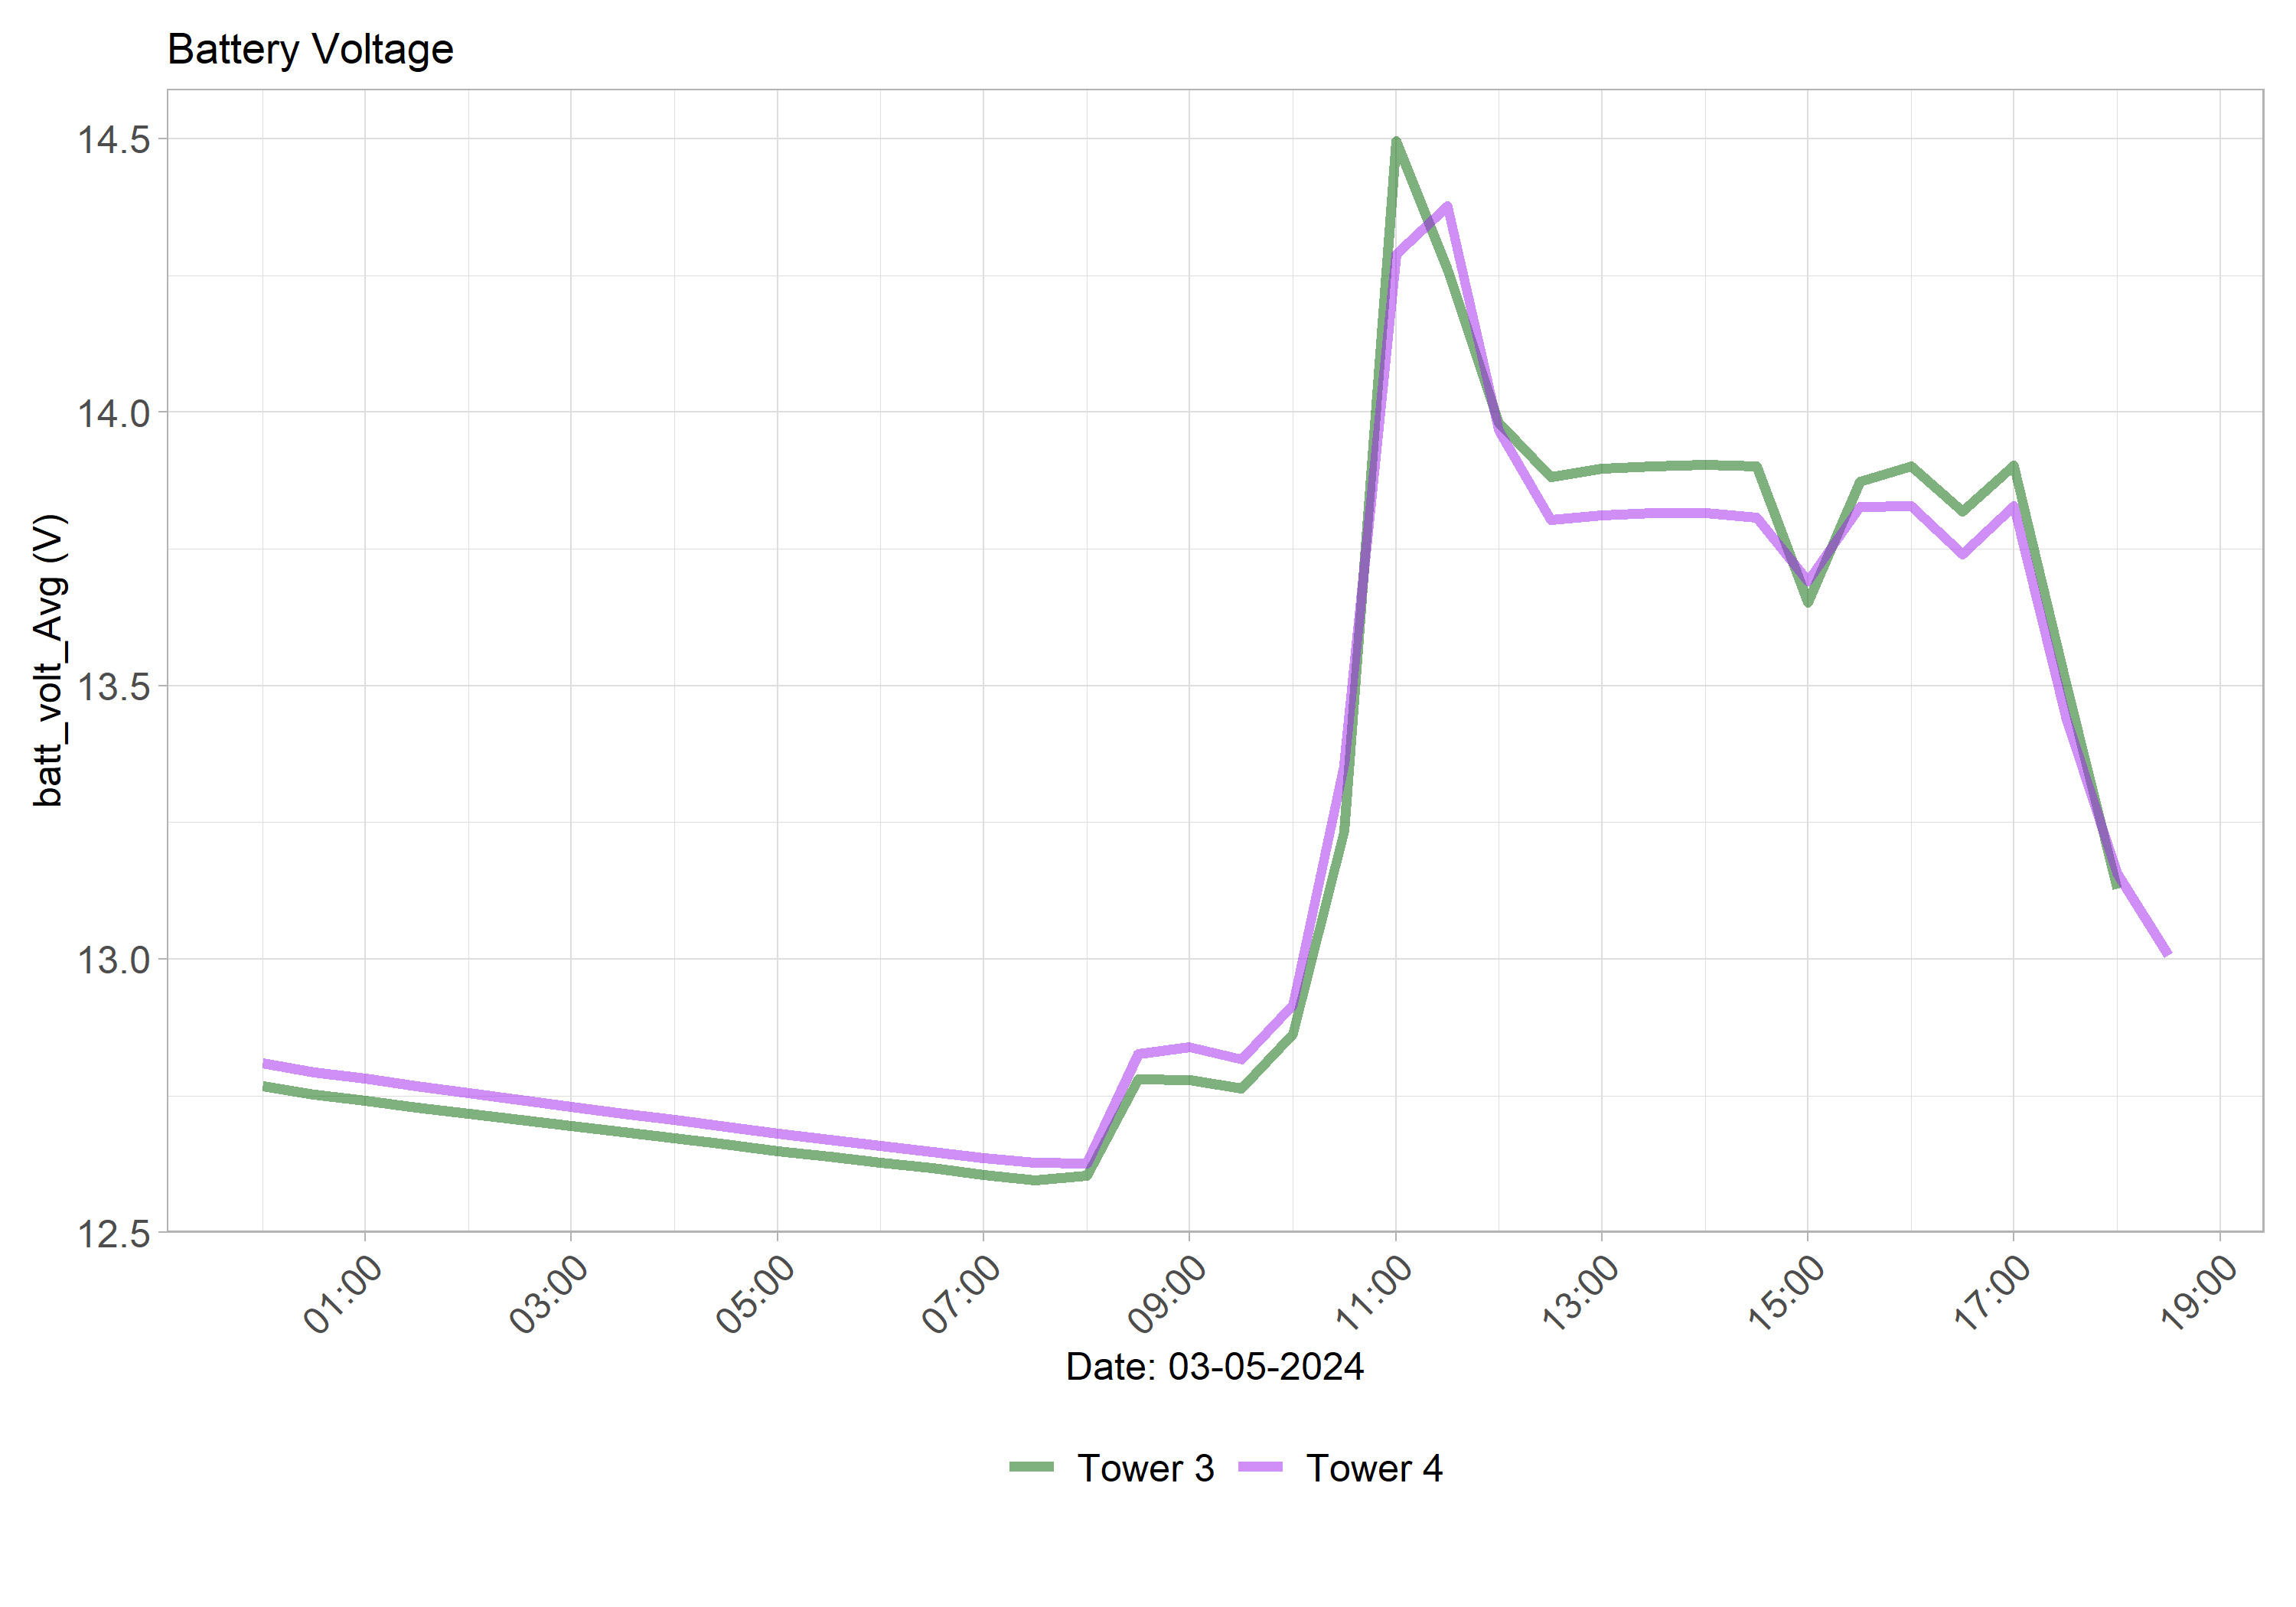 Battery Voltage
batt_volt_Avg (V)
14.5
14.0
13.5
13.0
12.5
01:00 03:00 05:00 07:00 09:00 11:00 13:00 15:00 17:00 19:00
Date: 03-05-2024
Tower 3 Tower 4